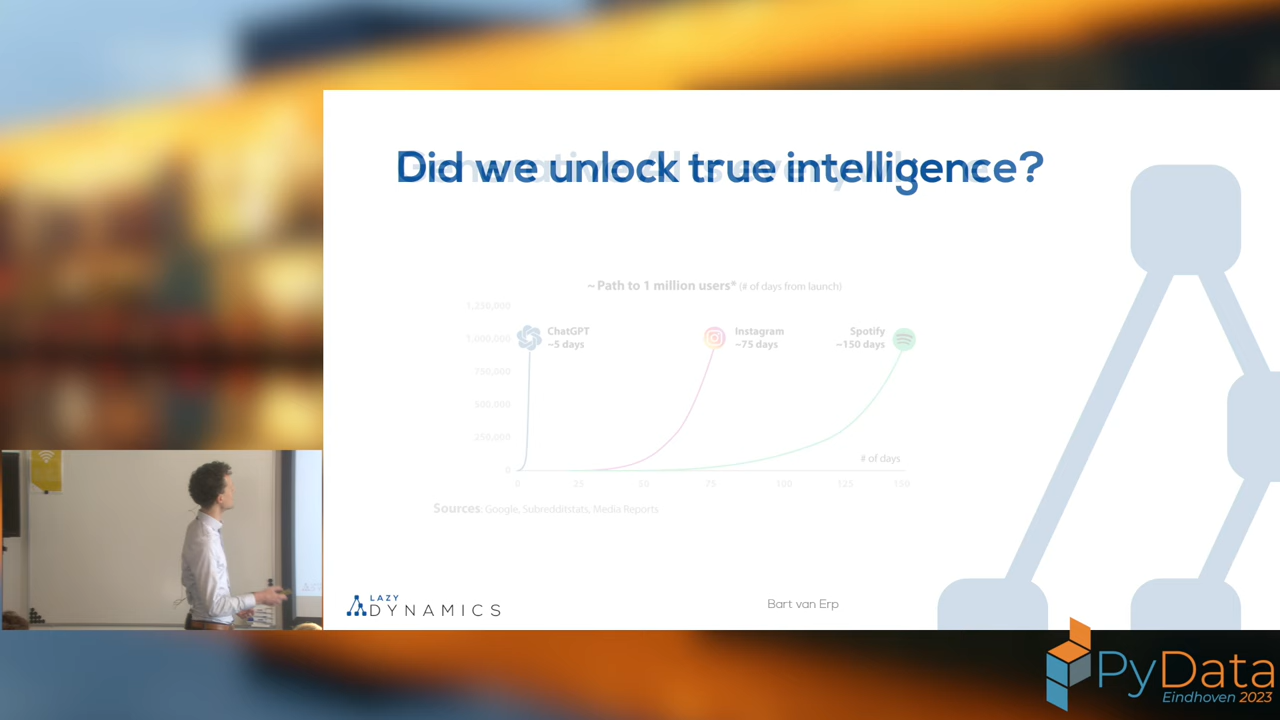 Did we unlock true intelligence?
~ Path to 1 million users* (# of days from launch)
1,250,000
1,000,000
750,000
500,000
250,000
0
ChatGPT
~5 days
Instagram
~75 days
Spotify
~150 days
# of days
0 25 50 75 100 125 150
Sources: Google, Subredditstats, Media Reports
LAZY
DYNAMICS
Bart van Erp
PyData
Eindhoven 2023